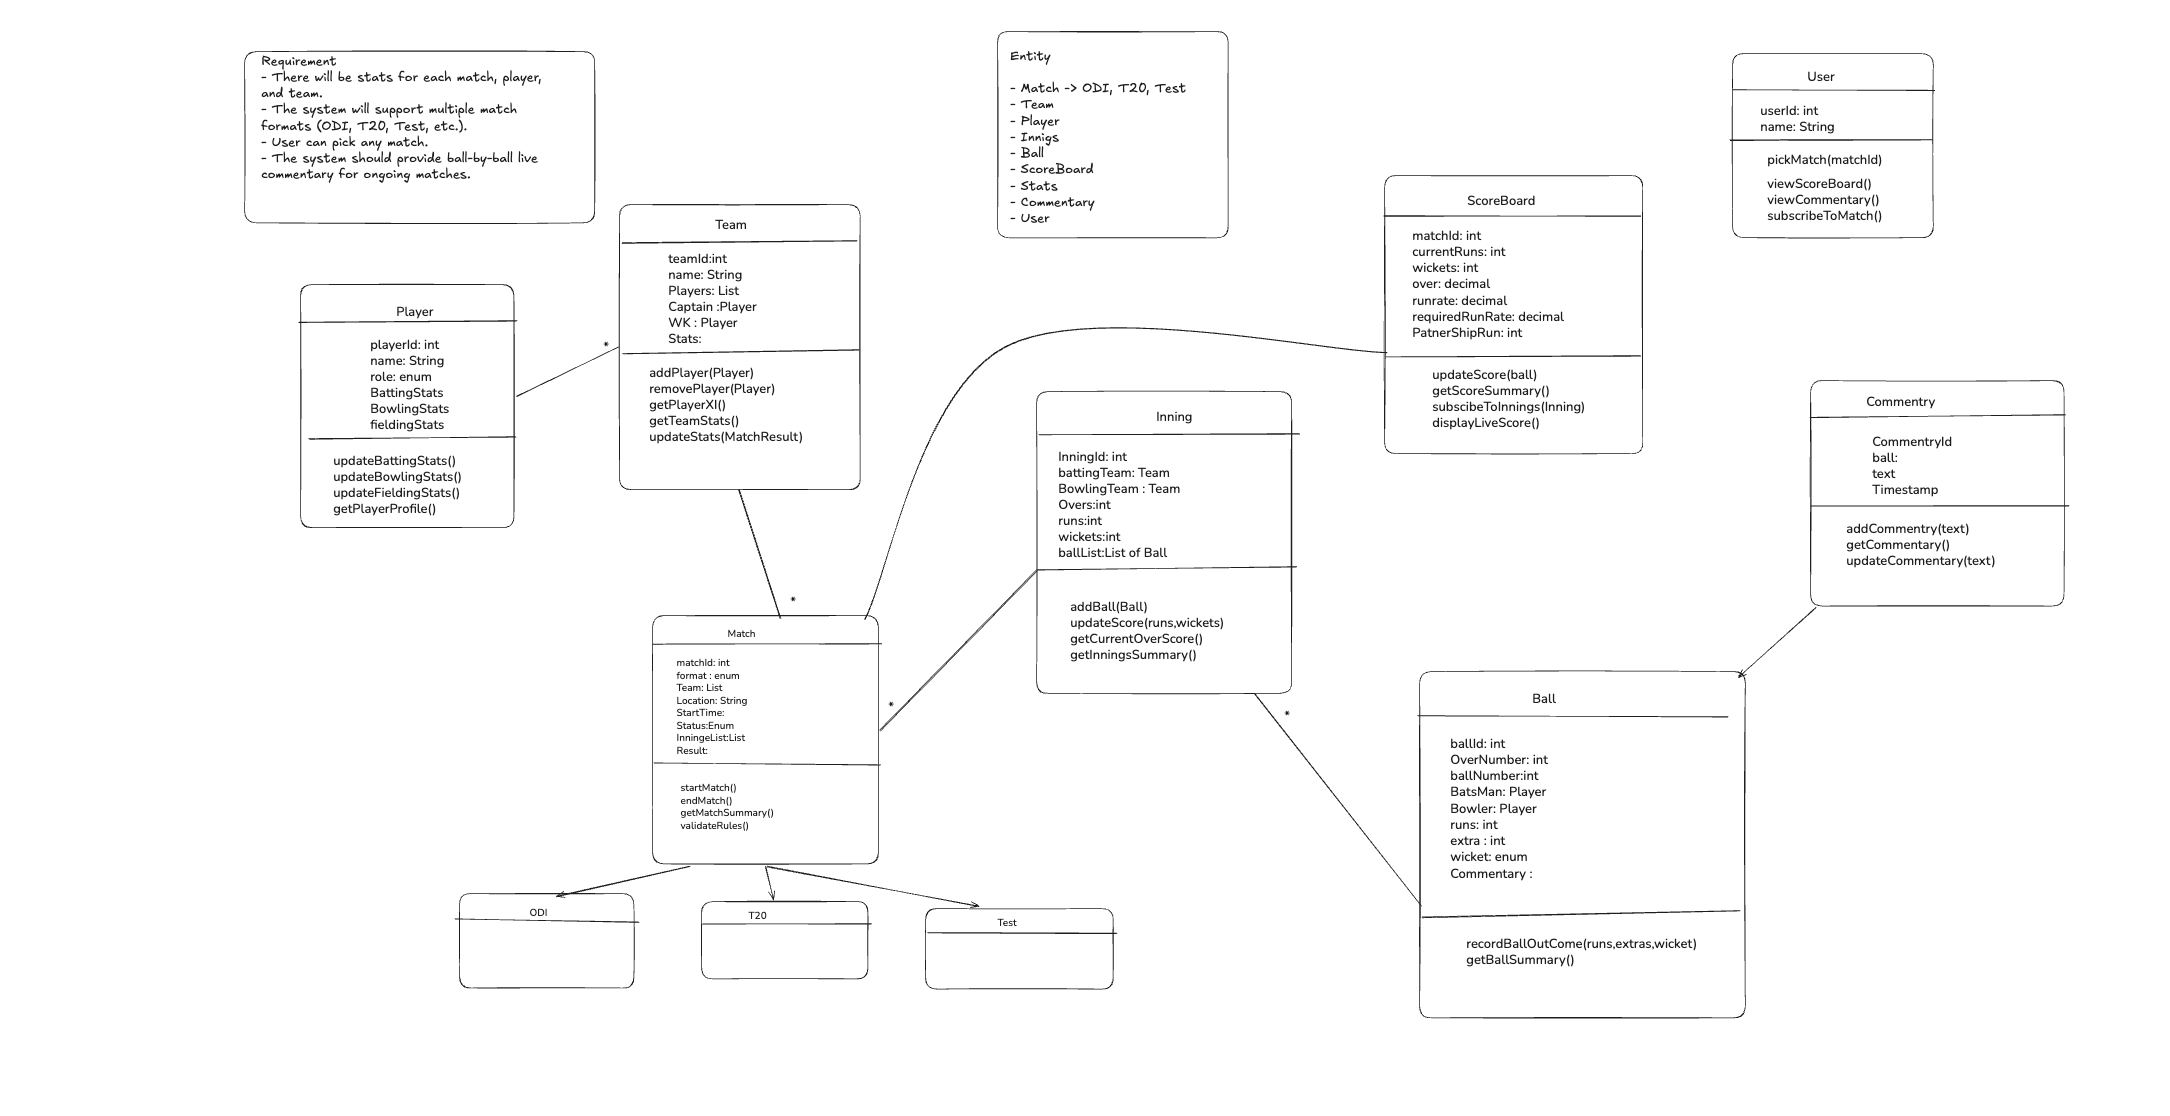 Requirement
- There will be stats for each match, player,
and team.
- The system will support multiple match
formats (ODI, T20, Test, etc.).
- User can pick any match.
- The system should provide ball-by-ball live
commentary for ongoing matches.
Entity
- Match -> ODI, T20, Test
- Team
- Player
- Innigs
- Ball
- ScoreBoard
- Stats
- Commentary
- User
User
userId: int
name: String
pickMatch(matchId)
viewScoreBoard()
viewCommentary()
subscribeToMatch()
Team
teamId:int
name: String
Players: List
Captain :Player
WK : Player
Stats:
addPlayer(Player)
removePlayer(Player)
getPlayerXI()
getTeamStats()
updateStats(MatchResult)
ScoreBoard
matchId: int
currentRuns: int
wickets: int
over: decimal
runrate: decimal
requiredRunRate: decimal
PatnerShipRun: int
updateScore(ball)
getScoreSummary()
subscibeToInnings(Inning)
displayLiveScore()
Player
playerId: int
name: String
role: enum
BattingStats
BowlingStats
fieldingStats
updateBattingStats()
updateBowlingStats()
updateFieldingStats()
getPlayerProfile()
*
Inning
InningId: int
battingTeam: Team
BowlingTeam : Team
Overs:int
runs:int
wickets:int
ballList:List of Ball
addBall(Ball)
updateScore(runs,wickets)
getCurrentOverScore()
getInningsSummary()
Commentry
CommentryId
ball:
text
Timestamp
addCommentry(text)
getCommentary()
updateCommentary(text)
*
Match
matchId: int
format : enum
Team: List
Location: String
StartTime:
Status:Enum
InningeList:List
Result:
startMatch()
endMatch()
getMatchSummary()
validateRules()
*
*
Ball
ballId: int
OverNumber: int
ballNumber:int
BatsMan: Player
Bowler: Player
runs: int
extra : int
wicket: enum
Commentary :
recordBallOutCome(runs,extras,wicket)
getBallSummary()
ODI
T20
Test